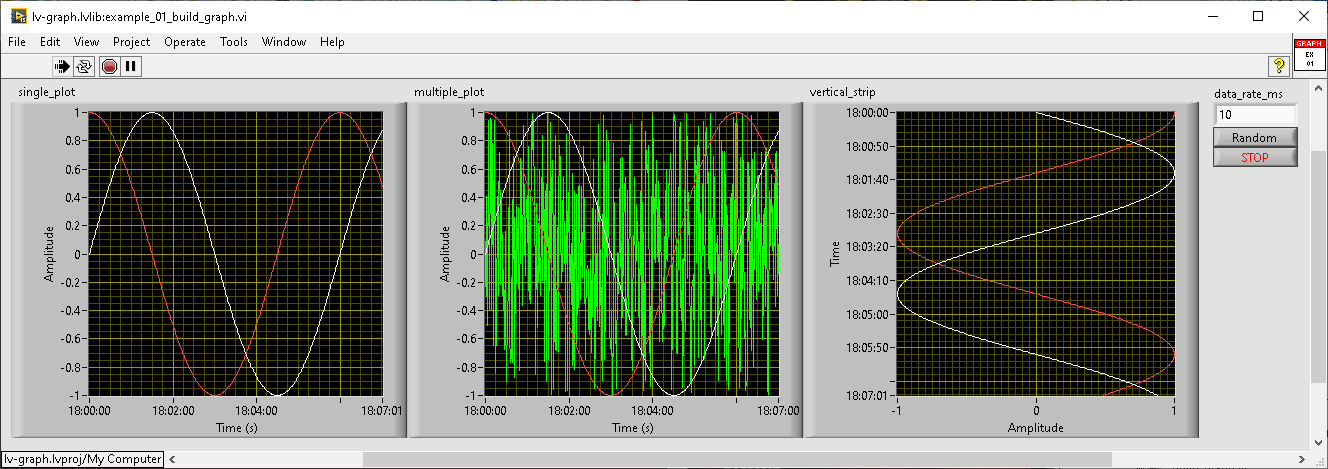 lv-graph.lvlib:example_01_build_graph.vi
File Edit View Project Operate Tools Window Help
?
GRAPH
EX
01
single_plot
Amplitude
1
0.8
0.6
0.4
0.2
0
-0.2
-0.4
-0.6
-0.8
-1
18:00:00 18:02:00 18:04:00 18:07:01
Time (s)
multiple_plot
Amplitude
1
0.8
0.6
0.4
0.2
0
-0.2
-0.4
-0.6
-0.8
-1
18:00:00 18:02:00 18:04:00 18:07:00
Time (s)
vertical_strip
Time
18:00:00
18:00:50
18:01:40
18:02:30
18:03:20
18:04:10
18:05:00
18:05:50
18:07:01
-1 0 1
Amplitude
data_rate_ms
10
Random
STOP
lv-graph.lvproj/My Computer